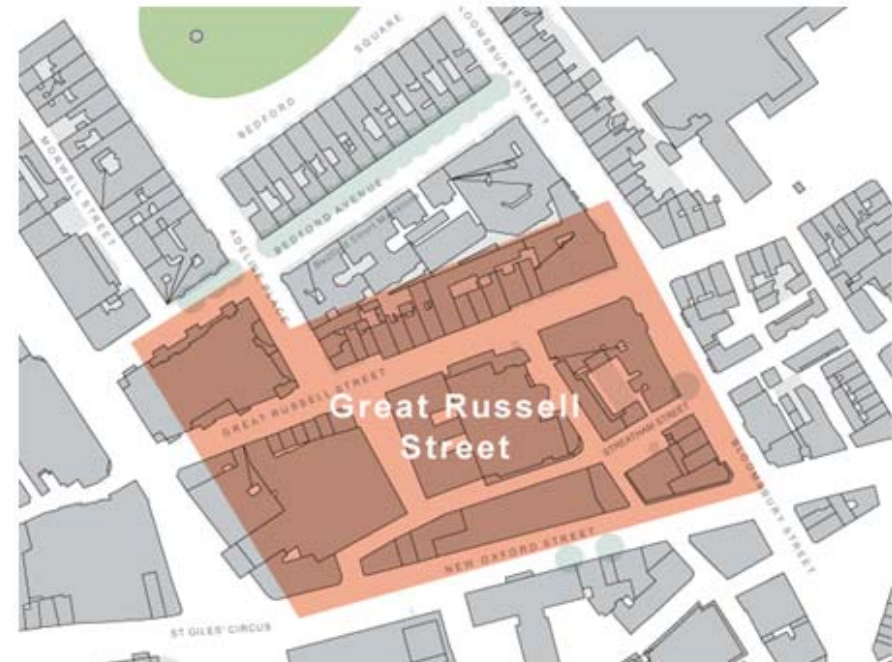 BLOOMSBURY STREET
SQUARE
BEDFORD
MORWELL STREET
BEDFOND AVENUE
ADELINE PLACE
GREAT RUSSELL STREET
Great Russell
Street
STREATHAM STREET
BLOOMSBURY STREET
NEW OXFORD STREET
ST GILES' CIRCUS